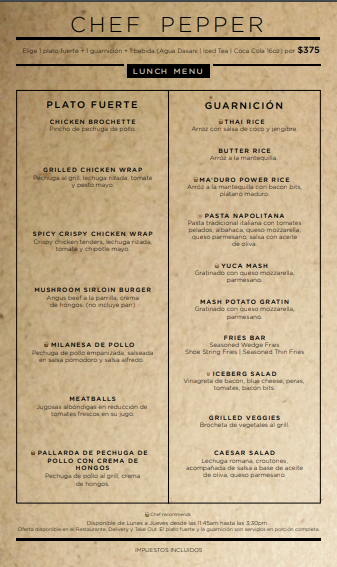 CHEF PEPPER
Elige 1 plato fuerte + 1 guarnición + 1 bebida (Agua Dasani | Iced Tea | Coca Cola 16oz) por $375
LUNCH MENU
PLATO FUERTE
CHICKEN BROCHETTE
Pincho de pechuga de pollo.
GRILLED CHICKEN WRAP
Pechuga al grill, lechuga rizada, tomate
y pesto mayo.
SPICY CRISPY CHICKEN WRAP
Crispy chicken tenders, lechuga rizada,
tomate y chipotle mayo.
MUSHROOM SIRLOIN BURGER
Angus beef a la parrilla, crema
de hongos. (no incluye pan)
MILANESA DE POLLO
Pechuga de pollo empanizada, salseada
en salsa pomodoro y salsa alfredo.
MEATBALLS
Jugosas albóndigas en reducción de
tomates frescos en su jugo.
PALLARDA DE PECHUGA DE
POLLO CON CREMA DE
HONGOS
Pechuga de pollo al grill, crema
de hongos.
GUARNICIÓN
THAI RICE
Arroz con salsa de coco y jengibre.
BUTTER RICE
Arroz a la mantequilla.
MA'DURO POWER RICE
Arroz a la mantequilla con bacon bits,
plátano maduro.
PASTA NAPOLITANA
Pasta tradicional italiana con tomates
pelados, albahaca, queso mozzarella,
queso parmesano, salsa con aceite
de oliva.
YUCA MASH
Gratinado con queso mozzarella,
parmesano.
MASH POTATO GRATIN
Gratinado con queso mozzarella,
parmesano.
FRIES BAR
Seasoned Wedge Fries
Shoe String Fries | Seasoned Thin Fries
ICEBERG SALAD
Vinagreta de bacon, blue cheese, peras,
tomates, bacon bits.
GRILLED VEGGIES
Brocheta de vegetales al grill.
CAESAR SALAD
Lechuga romana, croutones,
acompañada de salsa a base de aceite
de oliva, queso parmesano.
Chef recommends
Disponible de Lunes a Jueves desde las 11:45am hasta las 3:30pm.
Oferta disponible en el Restaurante, Delivery y Take Out. El plato fuerte y la guarnición son servidos en porción completa.
IMPUESTOS INCLUIDOS